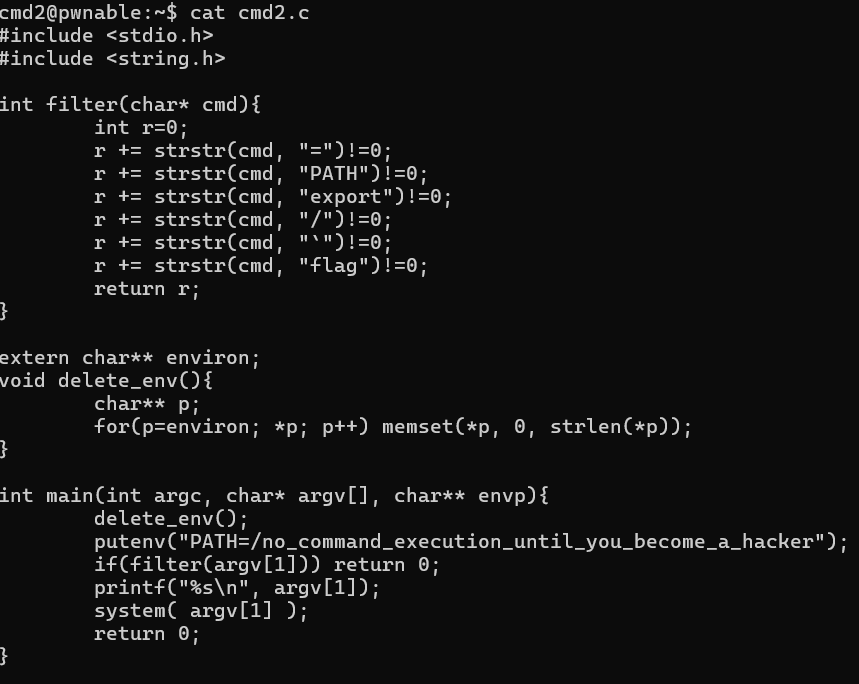 cmd2@pwnable:~$ cat cmd2.c
#include <stdio.h>
#include <string.h>

int filter(char* cmd){
        int r=0;
        r += strstr(cmd, "=")!=0;
        r += strstr(cmd, "PATH")!=0;
        r += strstr(cmd, "export")!=0;
        r += strstr(cmd, "/")!=0;
        r += strstr(cmd, "`")!=0;
        r += strstr(cmd, "flag")!=0;
        return r;
}

extern char** environ;
void delete_env(){
        char** p;
        for(p=environ; *p; p++) memset(*p, 0, strlen(*p));
}

int main(int argc, char* argv[], char** envp){
        delete_env();
        putenv("PATH=/no_command_execution_until_you_become_a_hacker");
        if(filter(argv[1])) return 0;
        printf("%s\n", argv[1]);
        system( argv[1] );
        return 0;
}